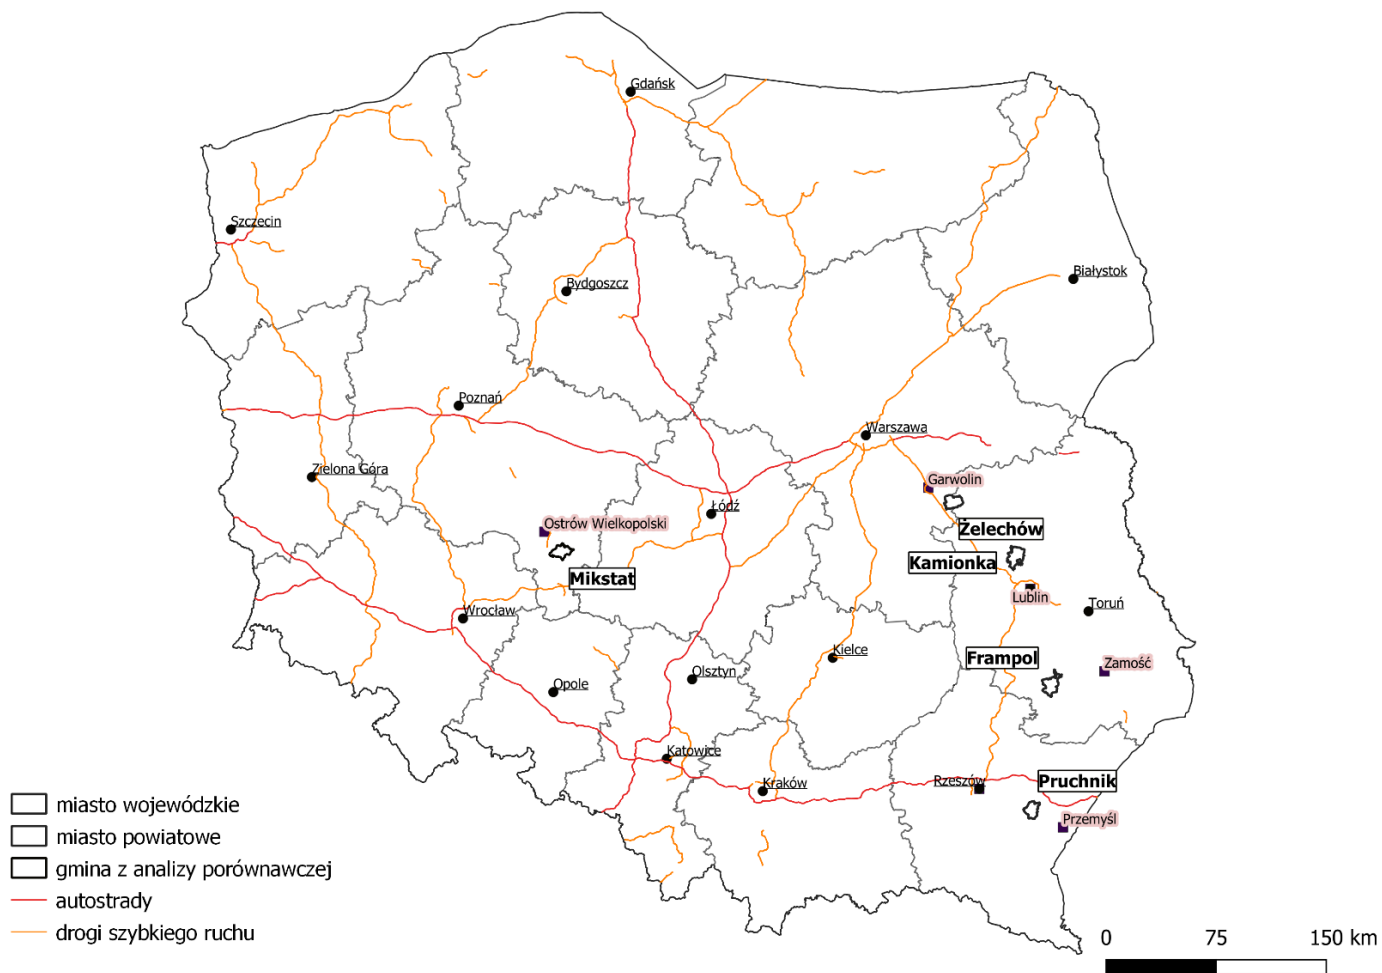 Gdańsk
Szczecin
Białystok
Bydgoszcz
Poznań
Warszawa
Zielona Góra
Garwolin
Łódź
Ostrów Wielkopolski
Żelechów
Kamionka
Mikstat
Lublin
Toruń
Wrocław
Kielce
Frampol
Zamość
Olsztyn
Opole
Katowice
Kraków
Rzeszów
Pruchnik
Przemyśl
miasto wojewódzkie
miasto powiatowe
gmina z analizy porównawczej
autostrady
drogi szybkiego ruchu
0 75 150 km